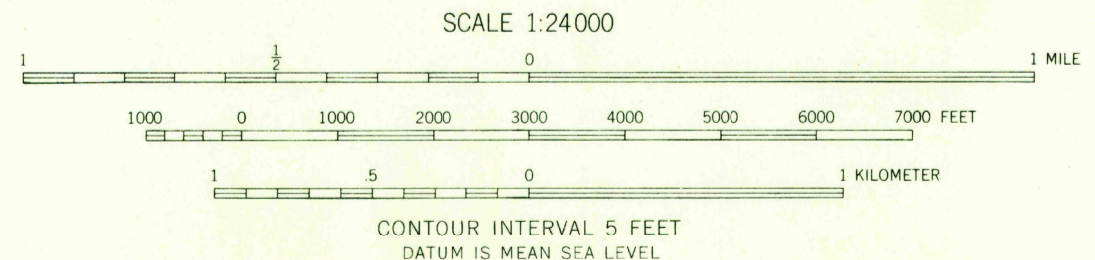 SCALE 1:24000
1 ½ 0 1 MILE
1000 0 1000 2000 3000 4000 5000 6000 7000 FEET
1 .5 0 1 KILOMETER
CONTOUR INTERVAL 5 FEET
DATUM IS MEAN SEA LEVEL